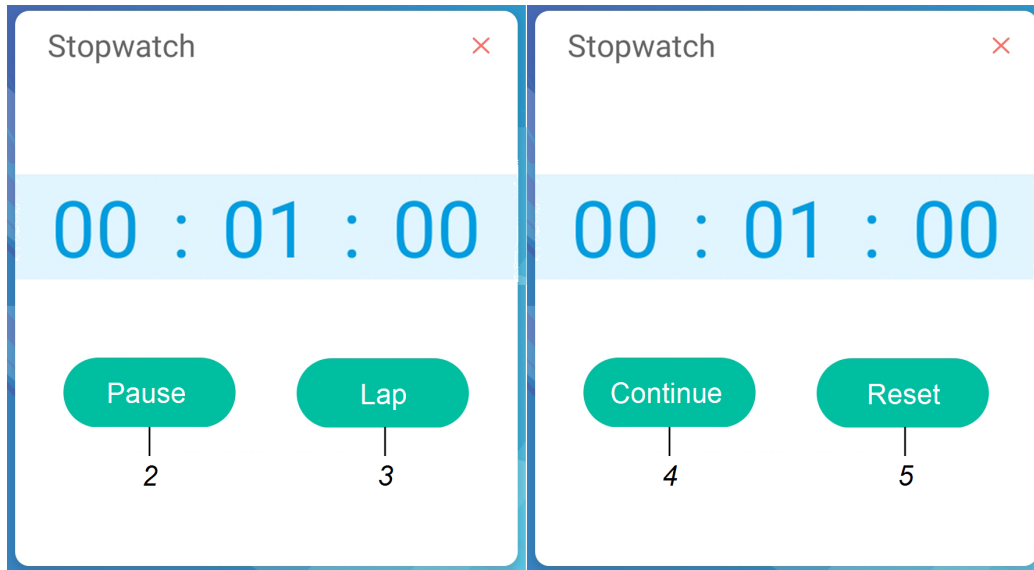 Stopwatch
×
00 : 01 : 00
Pause
Lap
2
3
Stopwatch
×
00 : 01 : 00
Continue
Reset
4
5